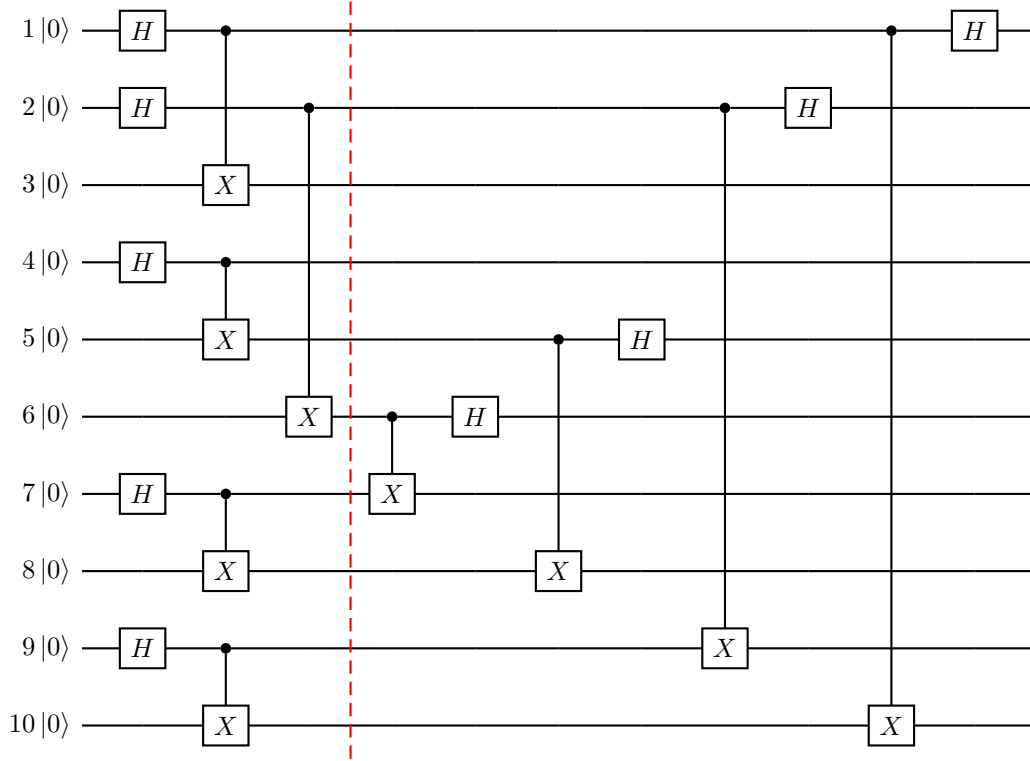 1 |0⟩ H H
2 |0⟩ H H
3 |0⟩ X
4 |0⟩ H
5 |0⟩ X H
6 |0⟩ X H
7 |0⟩ H X
8 |0⟩ X X
9 |0⟩ H X
10 |0⟩ X X